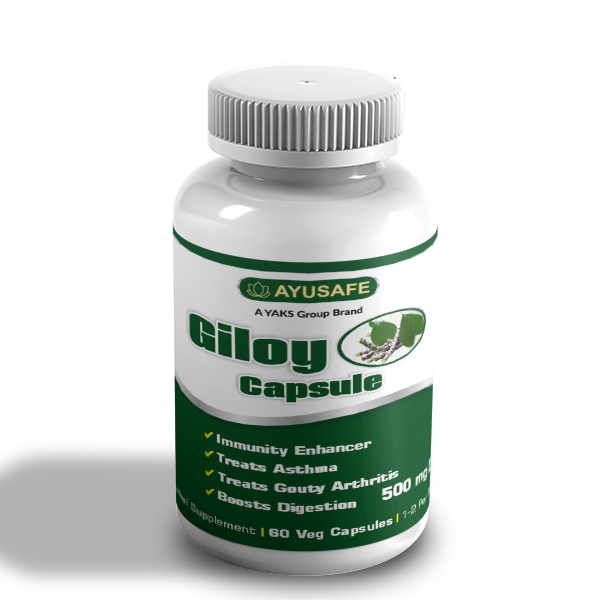 AYUSAFE
A YAKS Group Brand
Giloy
Capsule
Immunity Enhancer
Treats Asthma
Treats Gouty Arthritis
Boosts Digestion
500 mg
Supplement | 60 Veg Capsules | 1-2